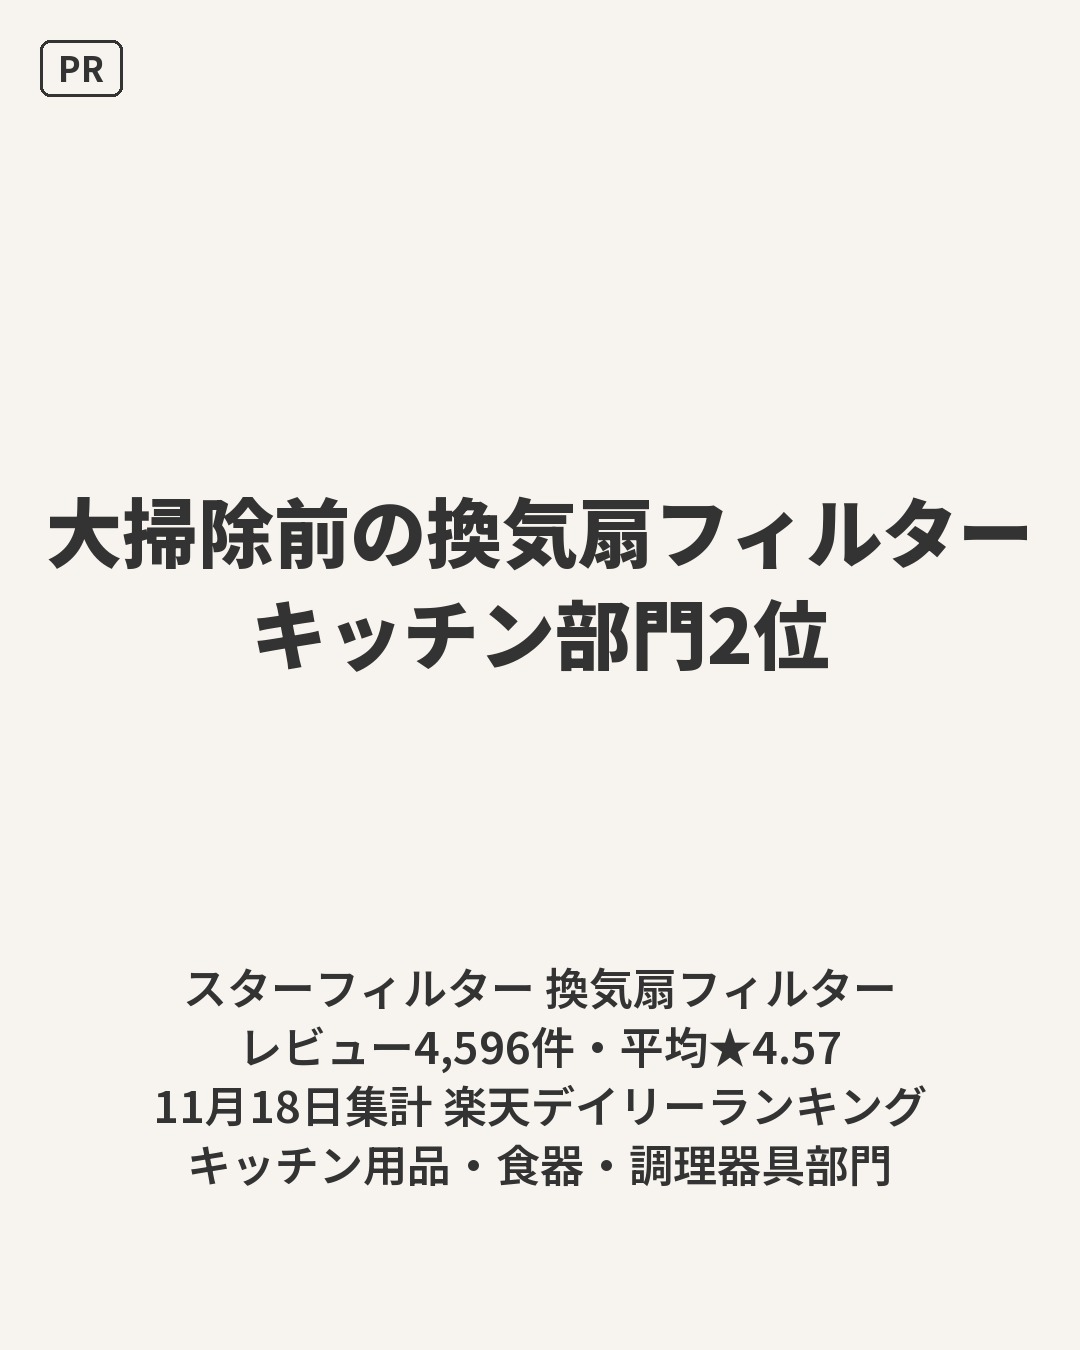 PR
大掃除前の換気扇フィルター
キッチン部門2位
スターフィルター 換気扇フィルター
レビュー4,596件・平均★4.57
11月18日集計 楽天デイリーランキング
キッチン用品・食器・調理器具部門